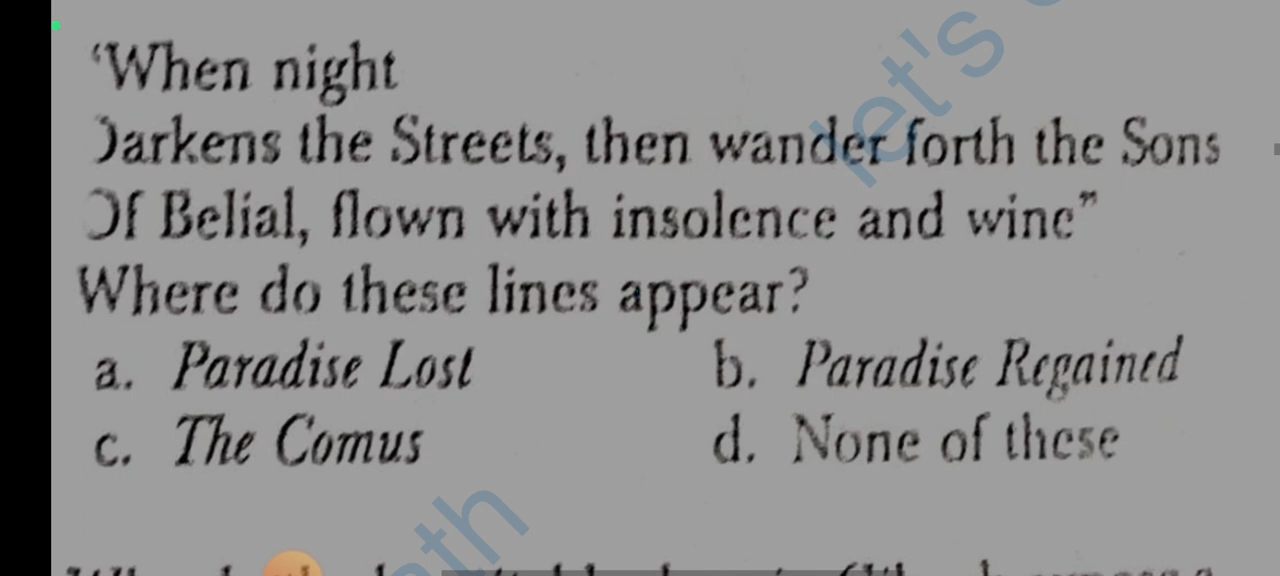 ‘When night
Darkens the Streets, then wander forth the Sons
Of Belial, flown with insolence and wine”
Where do these lines appear?
a. Paradise Lost b. Paradise Regained
c. The Comus d. None of these
let's